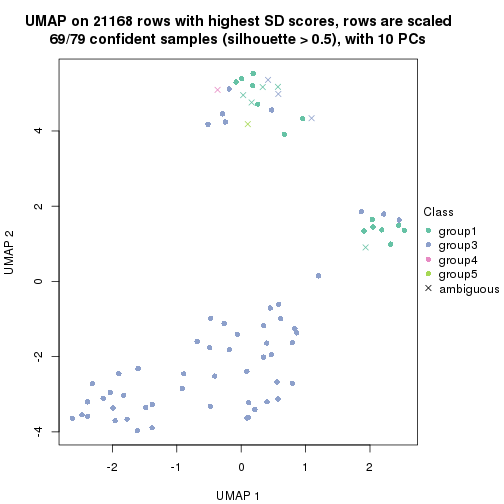 UMAP on 21168 rows with highest SD scores, rows are scaled
69/79 confident samples (silhouette > 0.5), with 10 PCs
4
2
0
-2
-4
UMAP 2
-2
-1
0
1
2
UMAP 1
Class
group1
group3
group4
group5
ambiguous